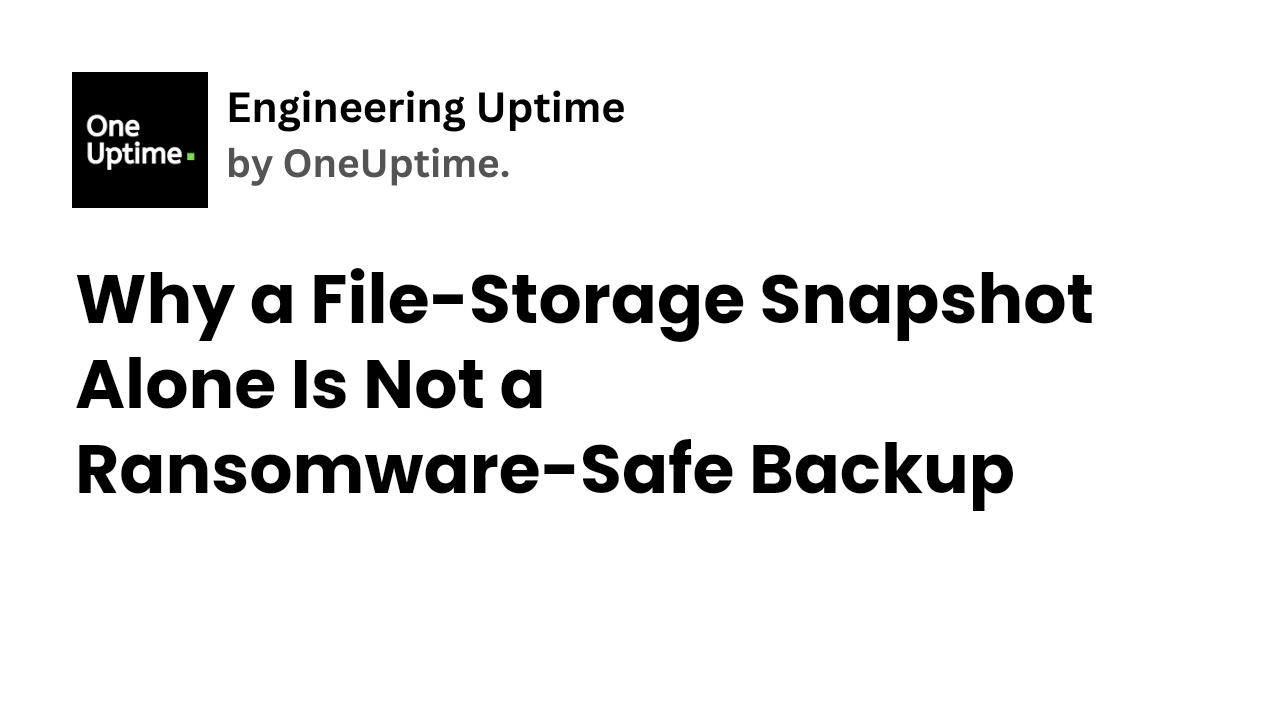 One
Uptime
Engineering Uptime
by OneUptime.
Why a File-Storage Snapshot
Alone Is Not a
Ransomware-Safe Backup